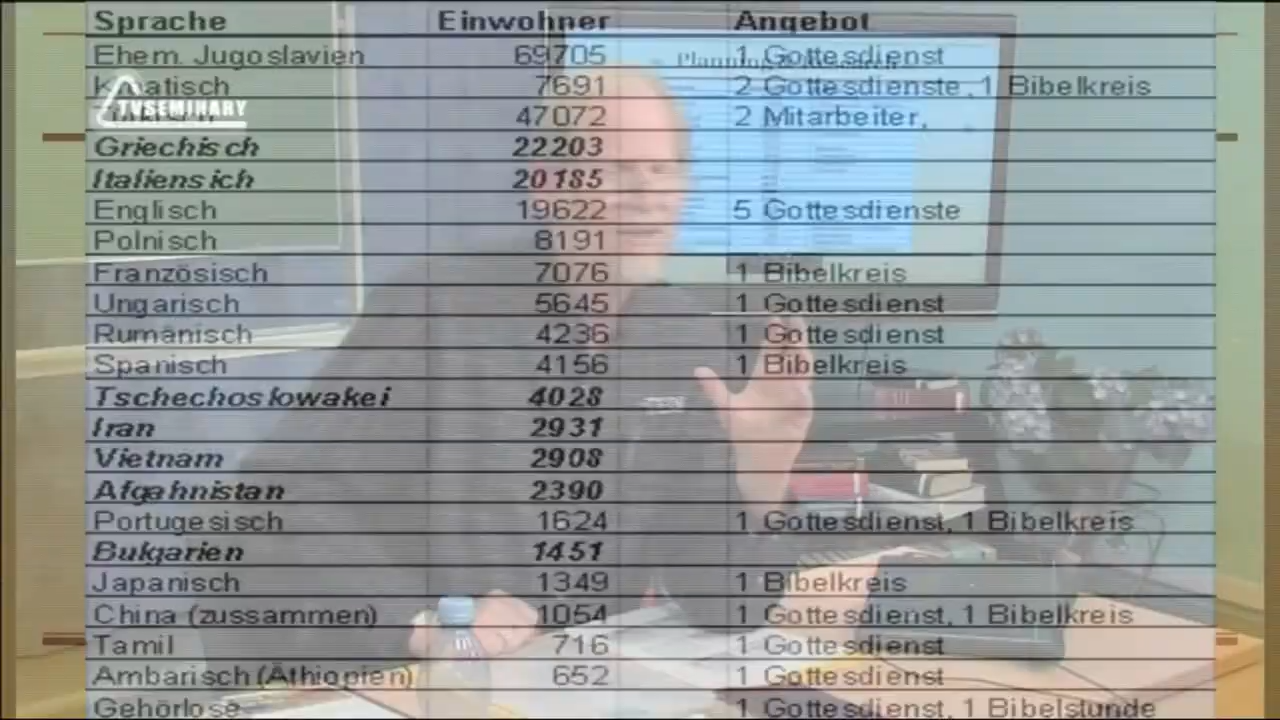 Sprache Einwohner Angebot
Ehem. Jugoslavien 69705 1 Gottesdienst
Kroatisch 7691 2 Gottesdienste, 1 Bibelkreis
TVSEMINARY
47072 2 Mitarbeiter,
Griechisch 22203
Italiensich 20185
Englisch 19622 5 Gottesdienste
Polnisch 8191
Französisch 7076 1 Bibelkreis
Ungarisch 5645 1 Gottesdienst
Rumänisch 4236 1 Gottesdienst
Spanisch 4156 1 Bibelkreis
Tschechoslowakei 4028
Iran 2931
Vietnam 2908
Afgahnistan 2390
Portugesisch 1624 1 Gottesdienst, 1 Bibelkreis
Bulgarien 1451
Japanisch 1349 1 Bibelkreis
China (zussammen) 1054 1 Gottesdienst, 1 Bibelkreis
Tamil 716 1 Gottesdienst
Ambarisch (Äthiopien) 652 1 Gottesdienst
Gehörlose 1 Gottesdienst, 1 Bibelstunde